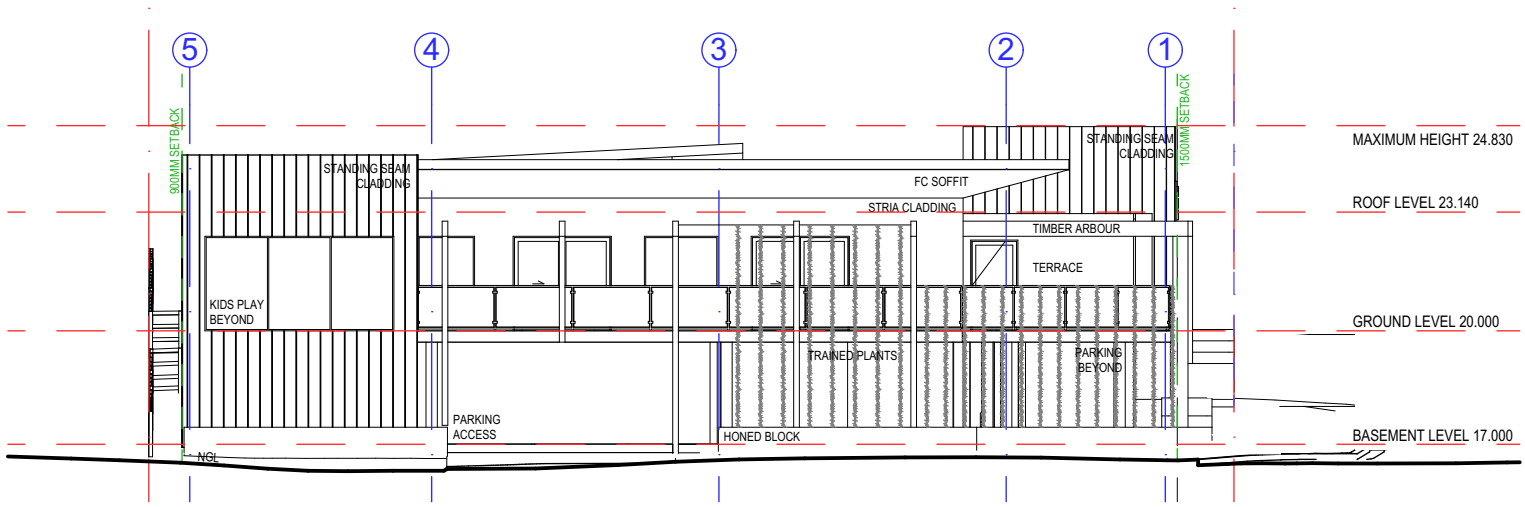 5
4
3
2
1
900MM SETBACK
1500MM SETBACK
MAXIMUM HEIGHT 24.830
STANDING SEAM
CLADDING
STANDING SEAM
CLADDING
FC SOFFIT
STRIA CLADDING
ROOF LEVEL 23.140
TIMBER ARBOUR
TERRACE
KIDS PLAY
BEYOND
GROUND LEVEL 20.000
TRAINED PLANTS
PARKING
BEYOND
PARKING
ACCESS
HONED BLOCK
BASEMENT LEVEL 17.000
NGL